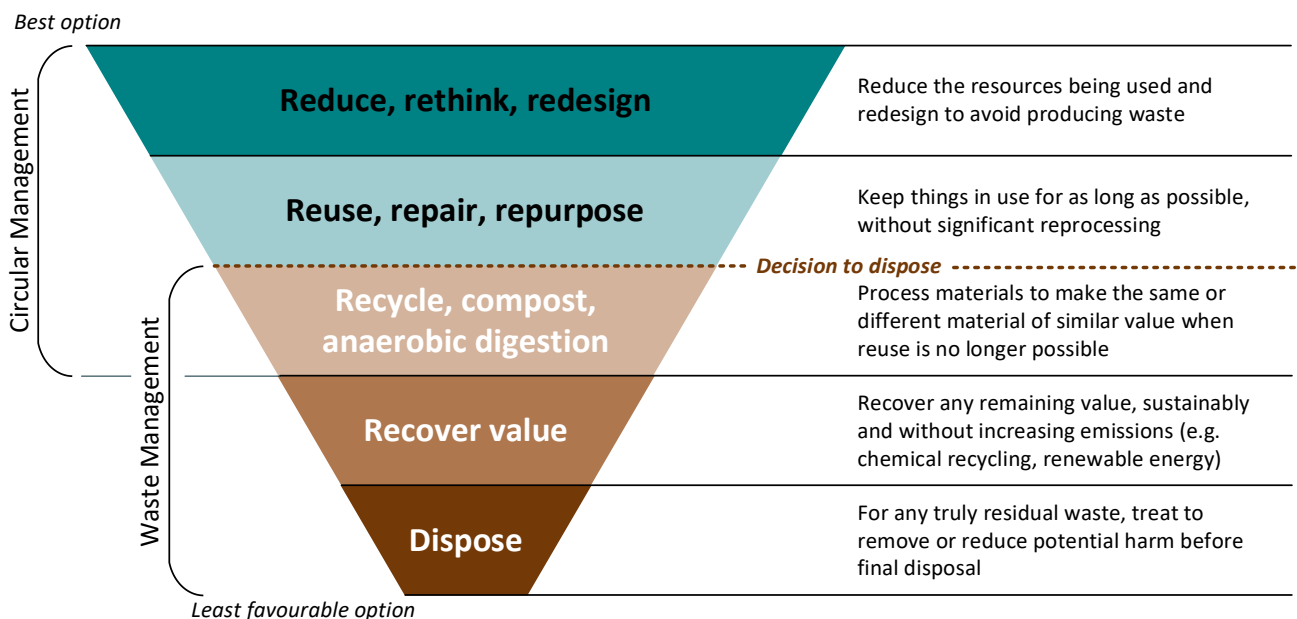 Best option
Circular Management
Reduce, rethink, redesign
Reduce the resources being used and
redesign to avoid producing waste
Reuse, repair, repurpose
Keep things in use for as long as possible,
without significant reprocessing
Decision to dispose
Waste Management
Recycle, compost,
anaerobic digestion
Process materials to make the same or
different material of similar value when
reuse is no longer possible
Recover value
Recover any remaining value, sustainably
and without increasing emissions (e.g.
chemical recycling, renewable energy)
Dispose
For any truly residual waste, treat to
remove or reduce potential harm before
final disposal
Least favourable option